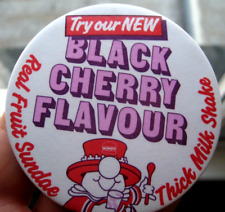 Try our NEW
BLACK
CHERRY
FLAVOUR
Real Fruit Sundae
Thick Milk Shake